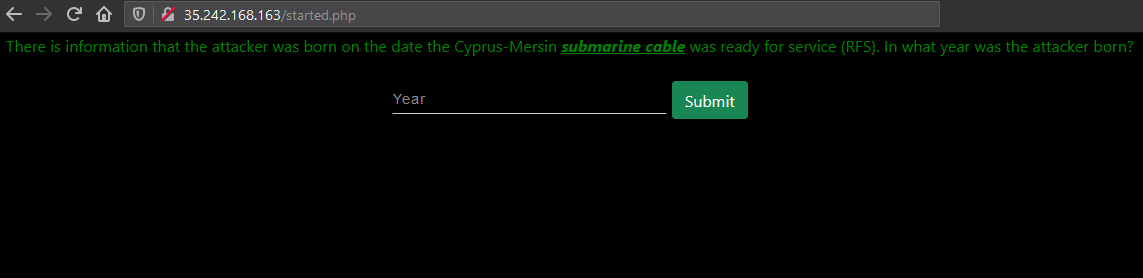 35.242.168.163/started.php
There is information that the attacker was born on the date the Cyprus-Mersin submarine cable was ready for service (RFS). In what year was the attacker born?
Year
Submit